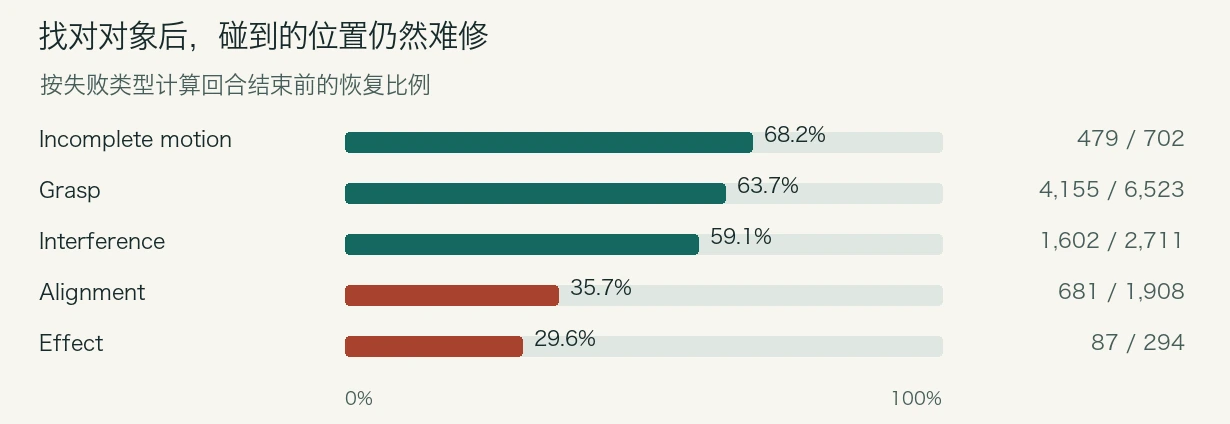 找对对象后，碰到的位置仍然难修
按失败类型计算回合结束前的恢复比例
Incomplete motion 68.2% 479 / 702
Grasp 63.7% 4,155 / 6,523
Interference 59.1% 1,602 / 2,711
Alignment 35.7% 681 / 1,908
Effect 29.6% 87 / 294
0% 100%